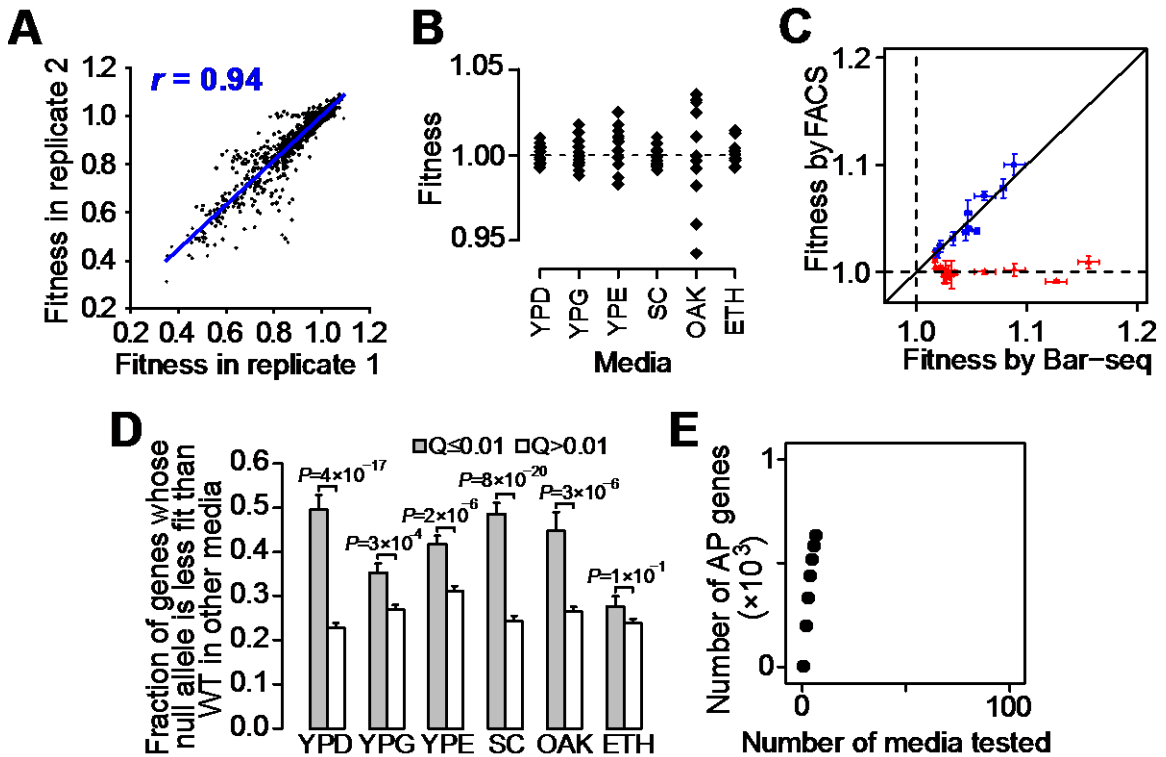 A
Fitness in replicate 2
1.2
1.0
0.8
0.6
0.4
0.2
r = 0.94
0.2 0.4 0.6 0.8 1.0 1.2
Fitness in replicate 1
B
Fitness
1.05
1.00
0.95
YPD YPG YPE SC OAK ETH
Media
C
Fitness by FACS
1.2
1.1
1.0
1.0 1.1 1.2
Fitness by Bar-seq
D
Fraction of genes whose
null allele is less fit than
WT in other media
Q≤0.01 Q>0.01
0.6
0.5
0.4
0.3
0.2
0.1
0.0
P=4×10⁻¹⁷
P=3×10⁻⁴
P=2×10⁻⁶
P=8×10⁻²⁰
P=3×10⁻⁶
P=1×10⁻¹
YPD YPG YPE SC OAK ETH
E
Number of AP genes
(×10³)
1
0
0 100
Number of media tested